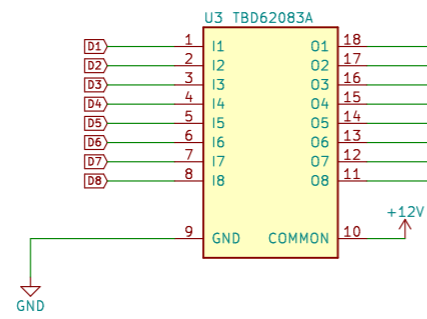 U3 TBD62083A
D1 1 I1 O1 18
D2 2 I2 O2 17
D3 3 I3 O3 16
D4 4 I4 O4 15
D5 5 I5 O5 14
D6 6 I6 O6 13
D7 7 I7 O7 12
D8 8 I8 O8 11
+12V
9 GND COMMON 10
GND